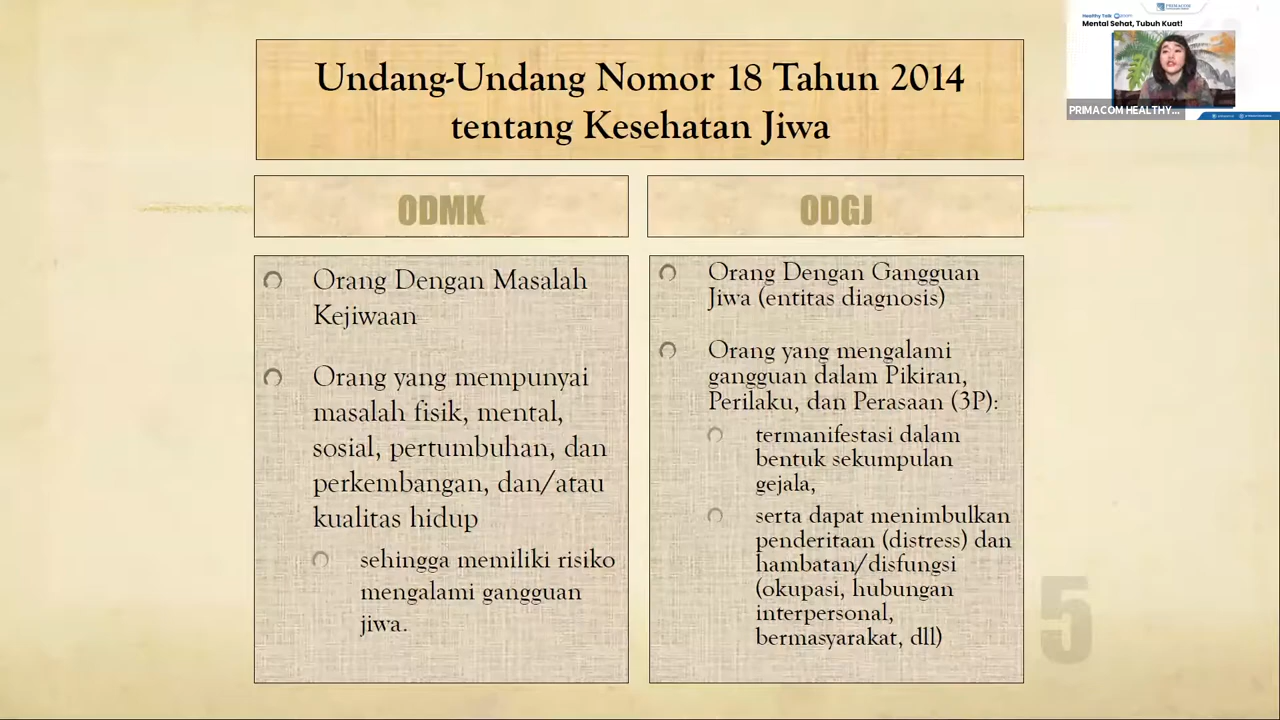 PRIMACOM
Healthy Talk
Mental Sehat, Tubuh Kuat!
PRIMACOM HEALTHY...
Undang-Undang Nomor 18 Tahun 2014
tentang Kesehatan Jiwa
ODMK
Orang Dengan Masalah
Kejiwaan
Orang yang mempunyai
masalah fisik, mental,
sosial, pertumbuhan, dan
perkembangan, dan/atau
kualitas hidup
sehingga memiliki risiko
mengalami gangguan
jiwa.
ODGJ
Orang Dengan Gangguan
Jiwa (entitas diagnosis)
Orang yang mengalami
gangguan dalam Pikiran,
Perilaku, dan Perasaan (3P):
termanifestasi dalam
bentuk sekumpulan
gejala,
serta dapat menimbulkan
penderitaan (distress) dan
hambatan/disfungsi
(okupasi, hubungan
interpersonal,
bermasyarakat, dll)
5